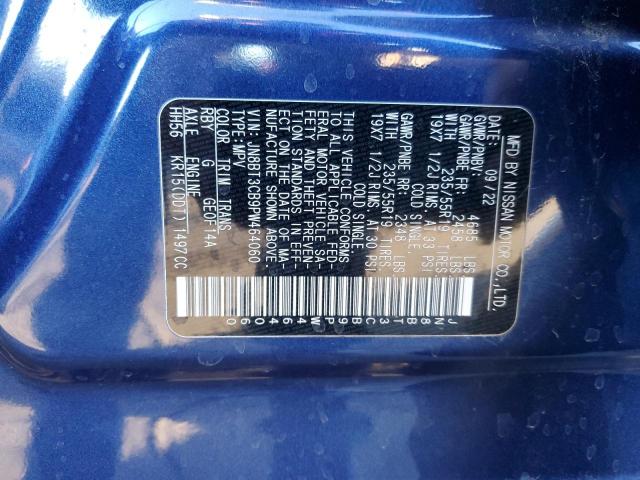 MFD BY NISSAN MOTOR CO.,LTD.
DATE: 09/22
GVWR/PNBV: 4685 LBS
GAWR/PNBE FR: 2458 LBS
WITH 235/55R19 TIRES,
19X7 1/2J RIMS, AT 33 PSI
COLD SINGLE,
GAWR/PNBE RR: 2348 LBS
WITH 235/55R19 TIRES,
19X7 1/2J RIMS, AT 30 PSI
COLD SINGLE
THIS VEHICLE CONFORMS
TO ALL APPLICABLE FED-
ERAL MOTOR VEHICLE SA-
FETY AND THEFT PREVEN-
TION STANDARDS IN EFF-
ECT ON THE DATE OF MA-
NUFACTURE SHOWN ABOVE.
VIN:JN8BT3CB9PW464060
TYPE:MPV
COLOR TRIM TRANS
RBY G GE0F14A
AXLE ENGINE
HH56 KR15(DDT) 1497CC
JN8BT3CB9PW464060